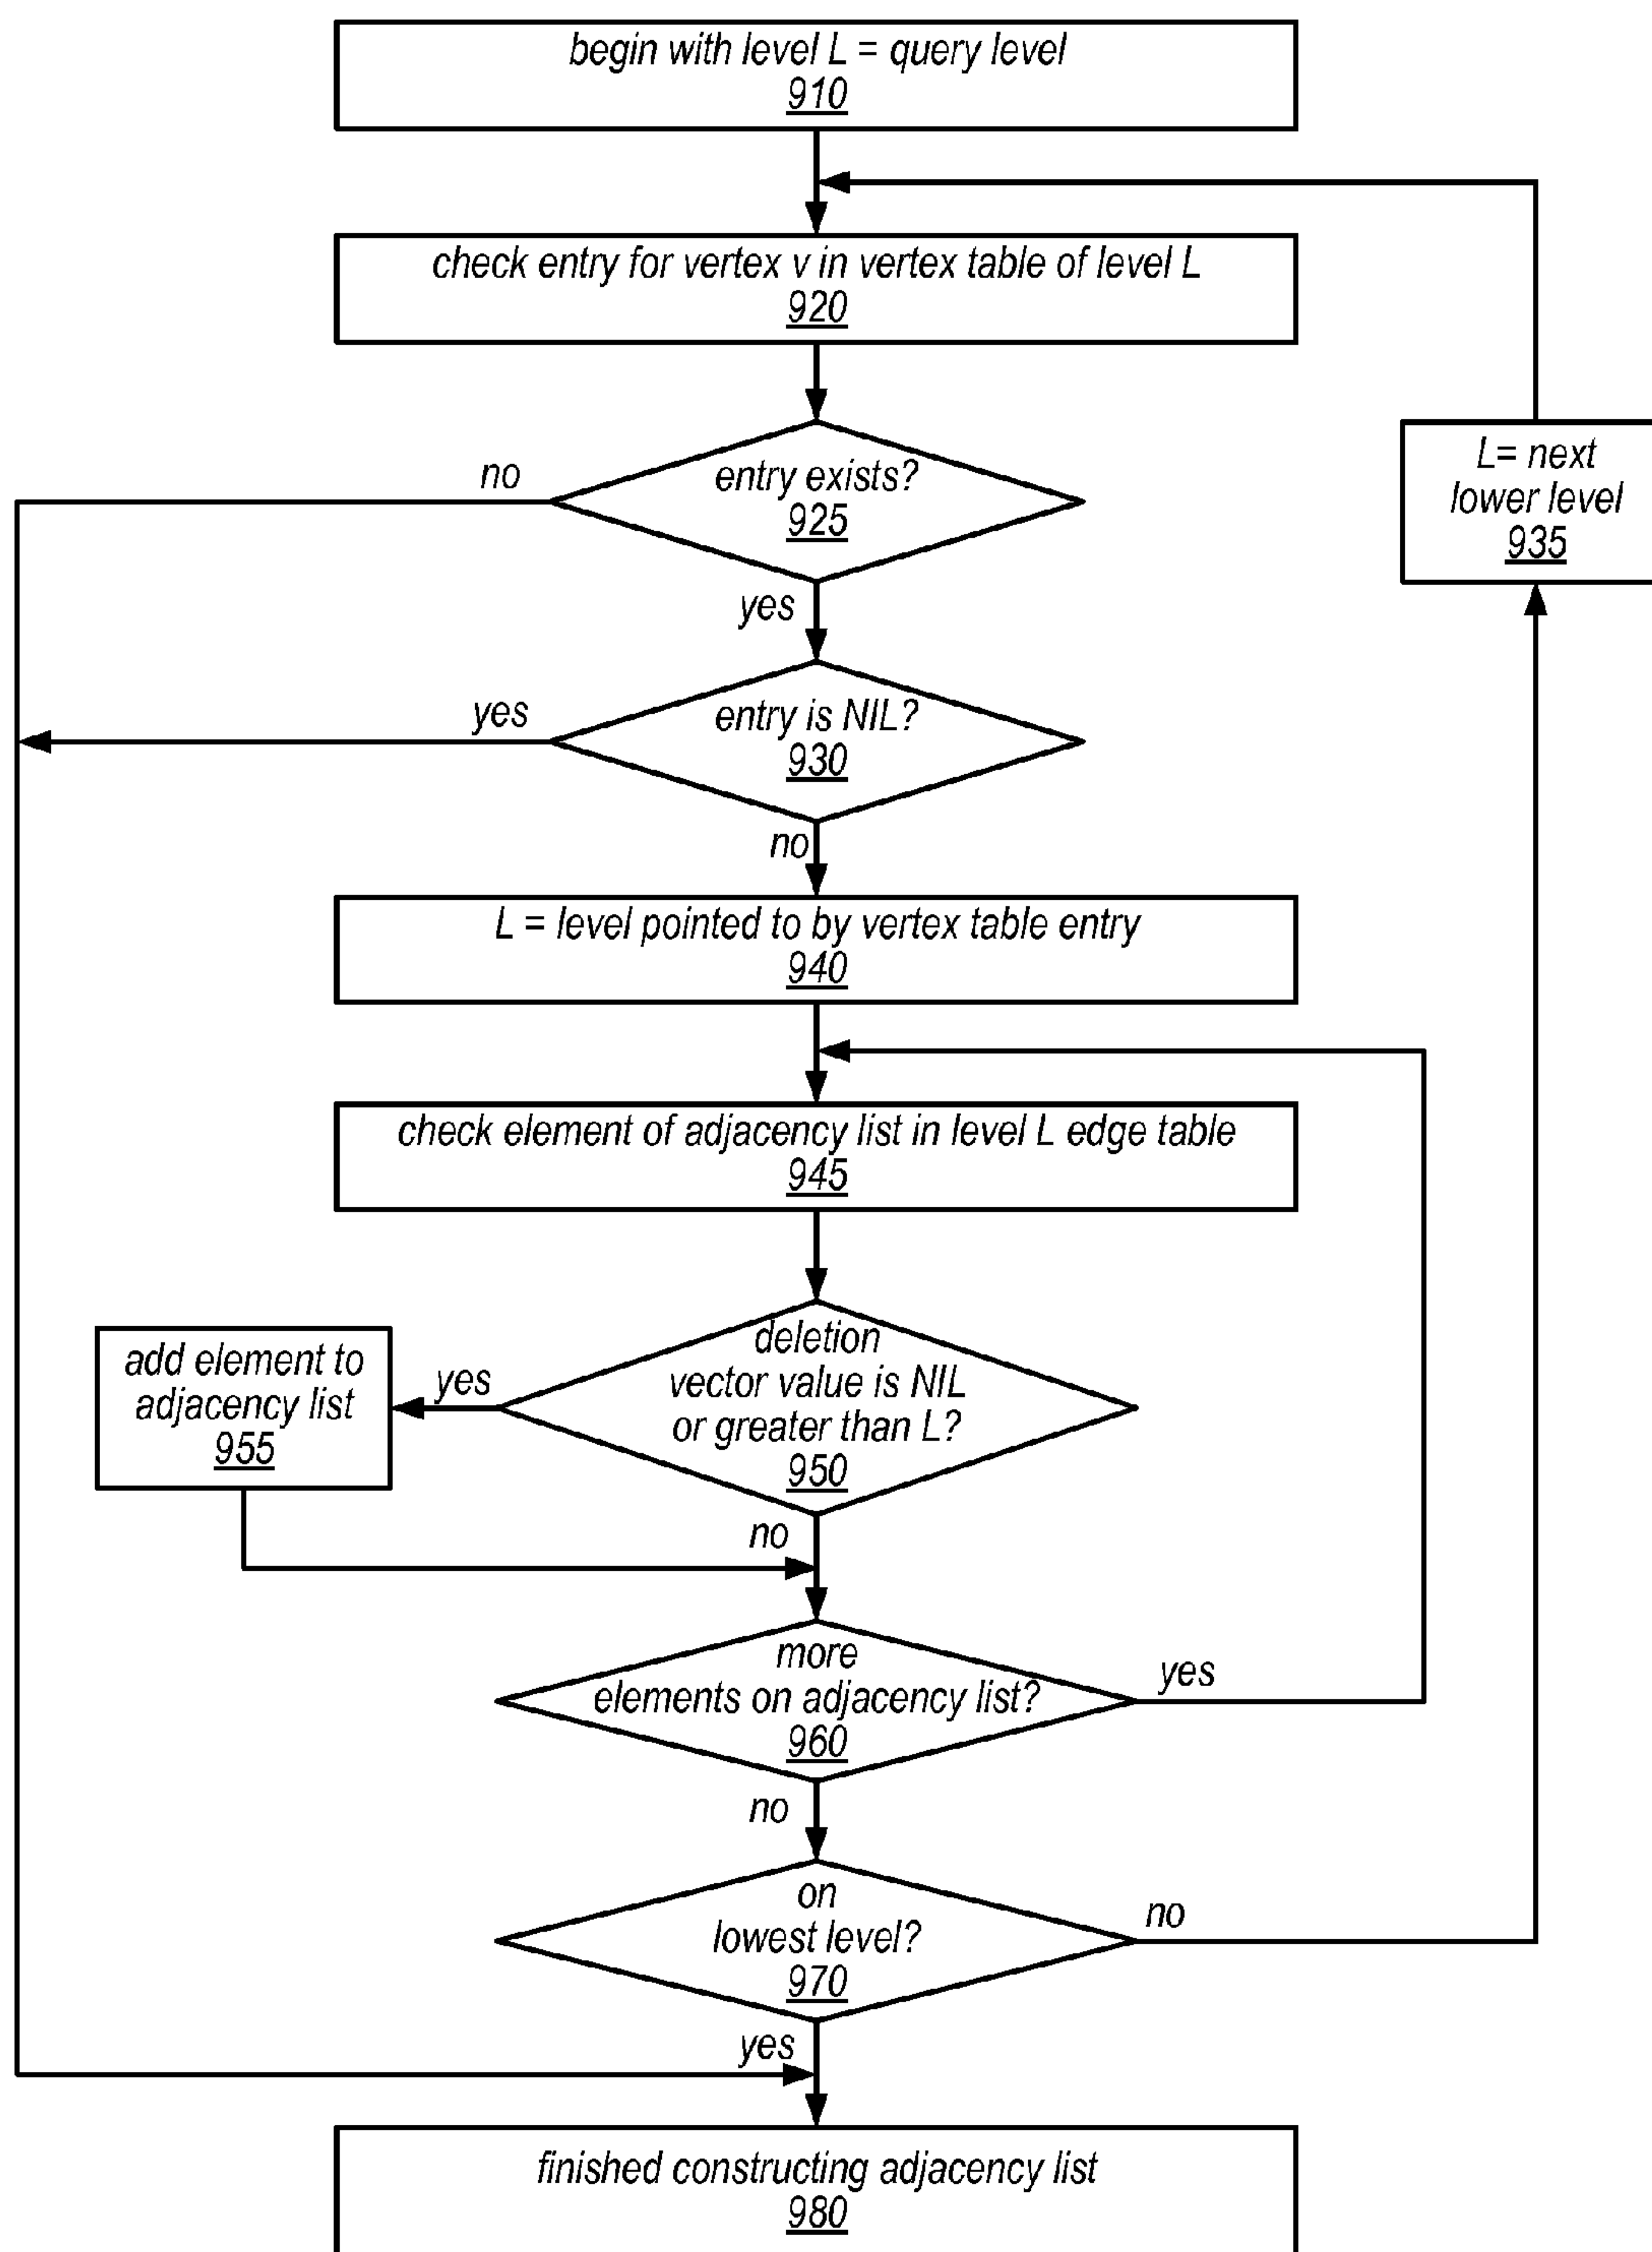 begin with level L = query level
910
check entry for vertex v in vertex table of level L
920
entry exists?
925
no
yes
L= next
lower level
935
entry is NIL?
930
yes
no
L = level pointed to by vertex table entry
940
check element of adjacency list in level L edge table
945
deletion
vector value is NIL
or greater than L?
950
yes
add element to
adjacency list
955
no
more
elements on adjacency list?
960
yes
no
on
lowest level?
970
no
yes
finished constructing adjacency list
980